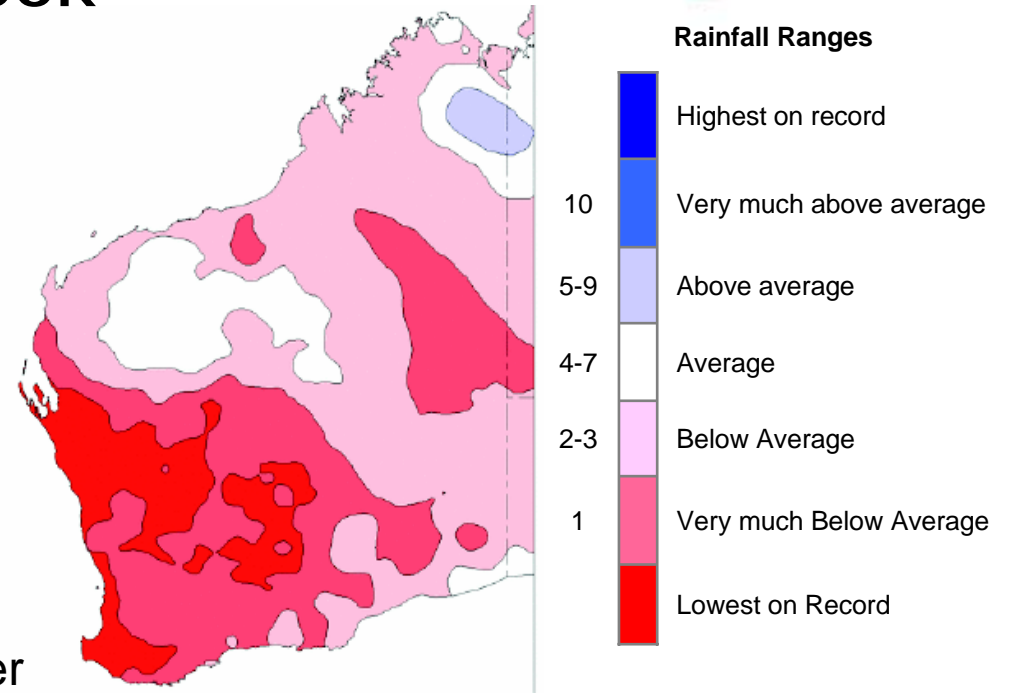 Rainfall Ranges
Highest on record
10 Very much above average
5-9 Above average
4-7 Average
2-3 Below Average
1 Very much Below Average
Lowest on Record
er